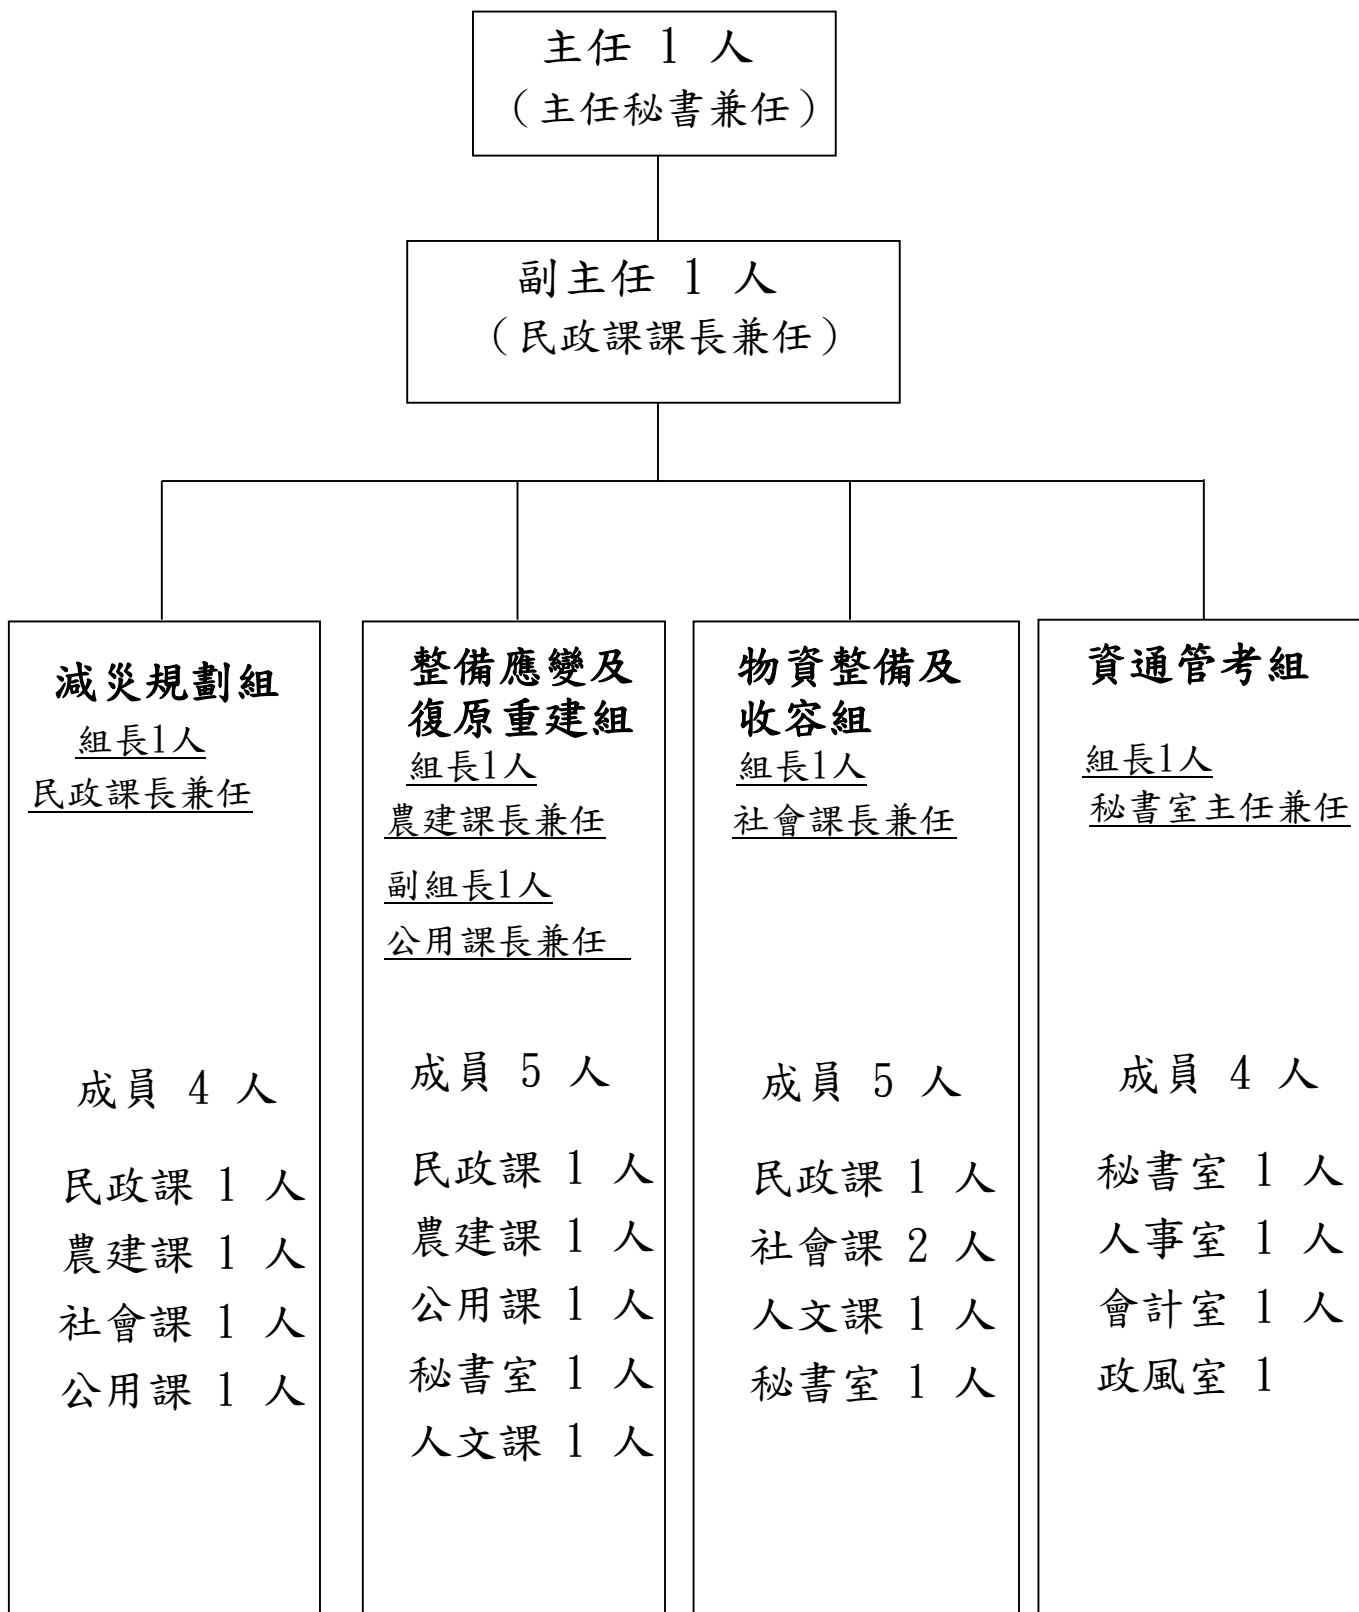 主任 1 人
（主任秘書兼任）
副主任 1 人
（民政課課長兼任）
減災規劃組
組長1人
民政課長兼任
成員 4 人
民政課 1 人
農建課 1 人
社會課 1 人
公用課 1 人
整備應變及
復原重建組
組長1人
農建課長兼任
副組長1人
公用課長兼任
成員 5 人
民政課 1 人
農建課 1 人
公用課 1 人
秘書室 1 人
人文課 1 人
物資整備及
收容組
組長1人
社會課長兼任
成員 5 人
民政課 1 人
社會課 2 人
人文課 1 人
秘書室 1 人
資通管考組
組長1人
秘書室主任兼任
成員 4 人
秘書室 1 人
人事室 1 人
會計室 1 人
政風室 1